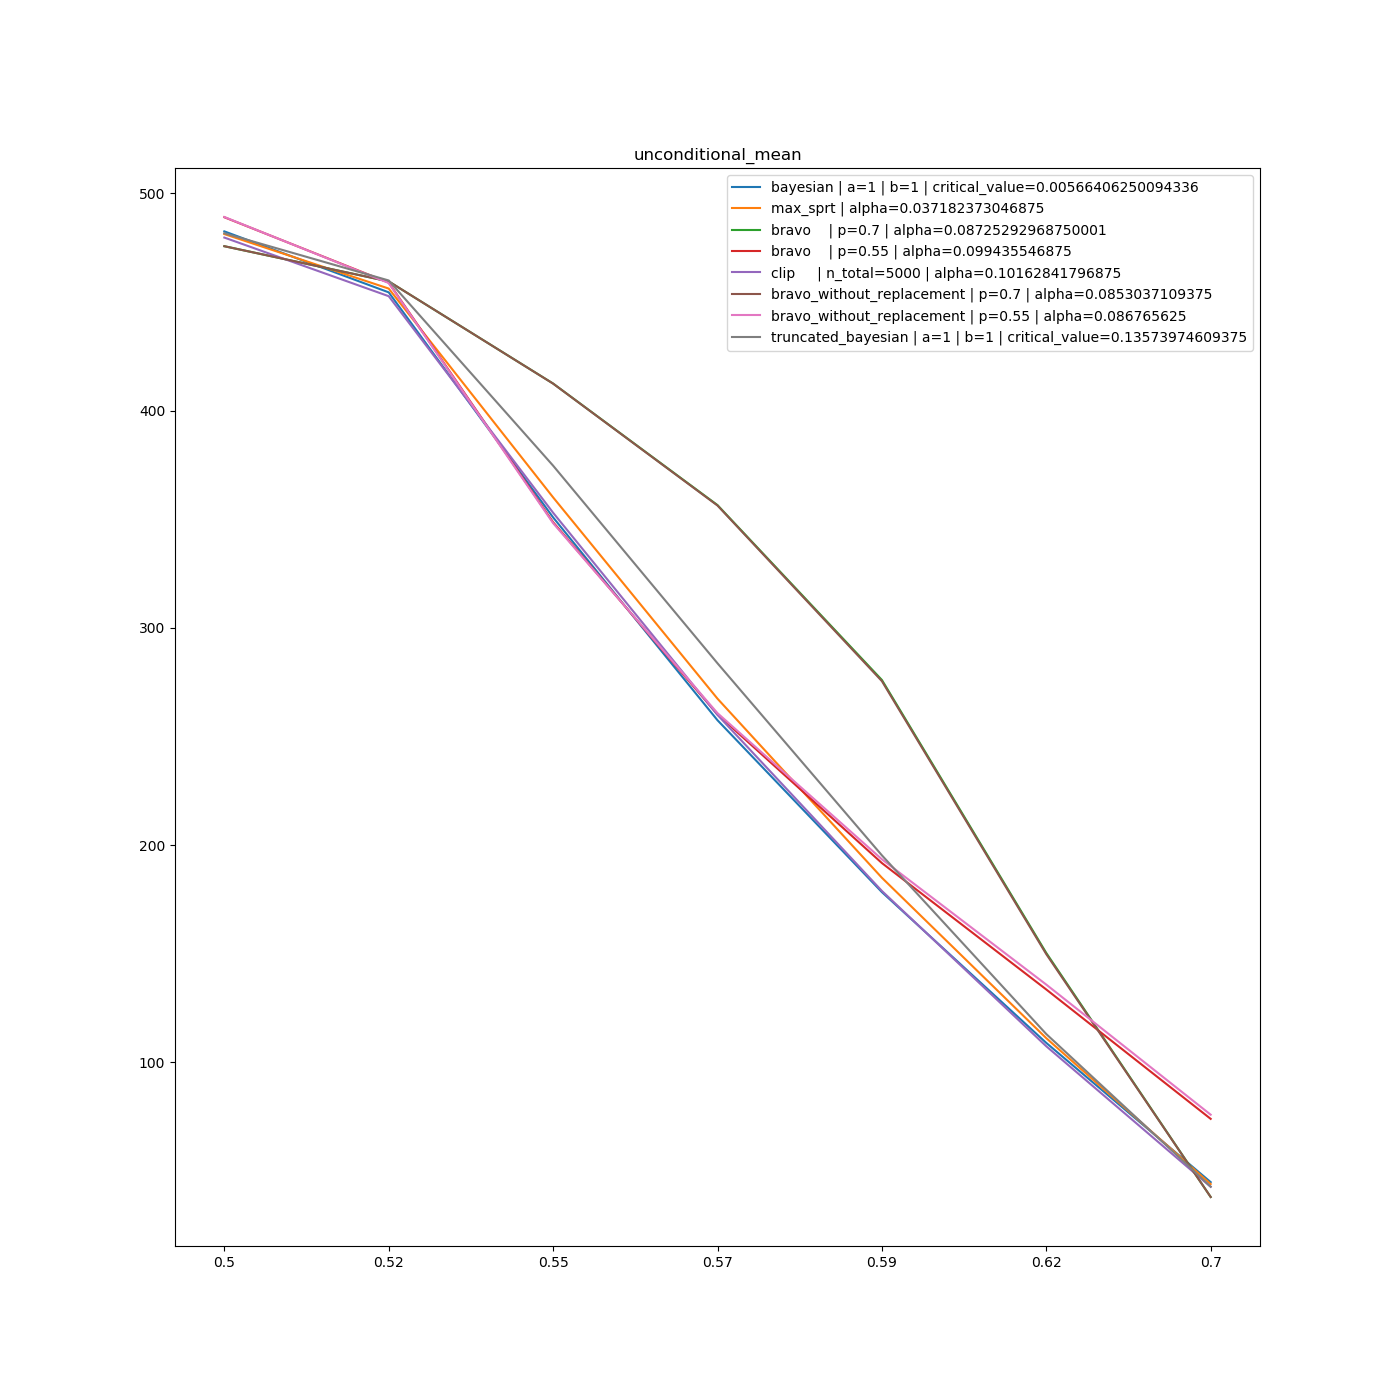 unconditional_mean
500
400
300
200
100
bayesian | a=1 | b=1 | critical_value=0.00566406250094336
max_sprt | alpha=0.037182373046875
bravo    | p=0.7 | alpha=0.08725292968750001
bravo    | p=0.55 | alpha=0.099435546875
clip     | n_total=5000 | alpha=0.10162841796875
bravo_without_replacement | p=0.7 | alpha=0.0853037109375
bravo_without_replacement | p=0.55 | alpha=0.086765625
truncated_bayesian | a=1 | b=1 | critical_value=0.13573974609375
0.5 0.52 0.55 0.57 0.59 0.62 0.7